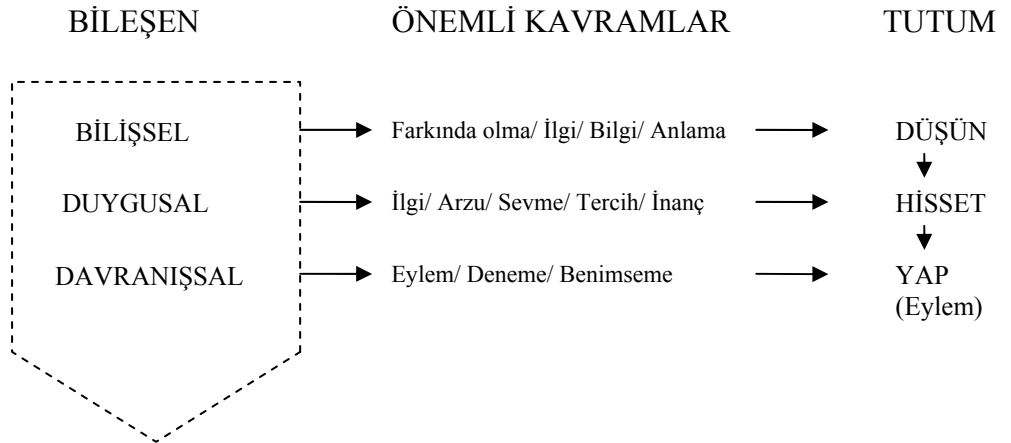 BİLEŞEN ÖNEMLİ KAVRAMLAR TUTUM
BİLİŞSEL Farkında olma/ İlgi/ Bilgi/ Anlama DÜŞÜN
DUYGUSAL İlgi/ Arzu/ Sevme/ Tercih/ İnanç HİSSET
DAVRANIŞSAL Eylem/ Deneme/ Benimseme YAP
(Eylem)